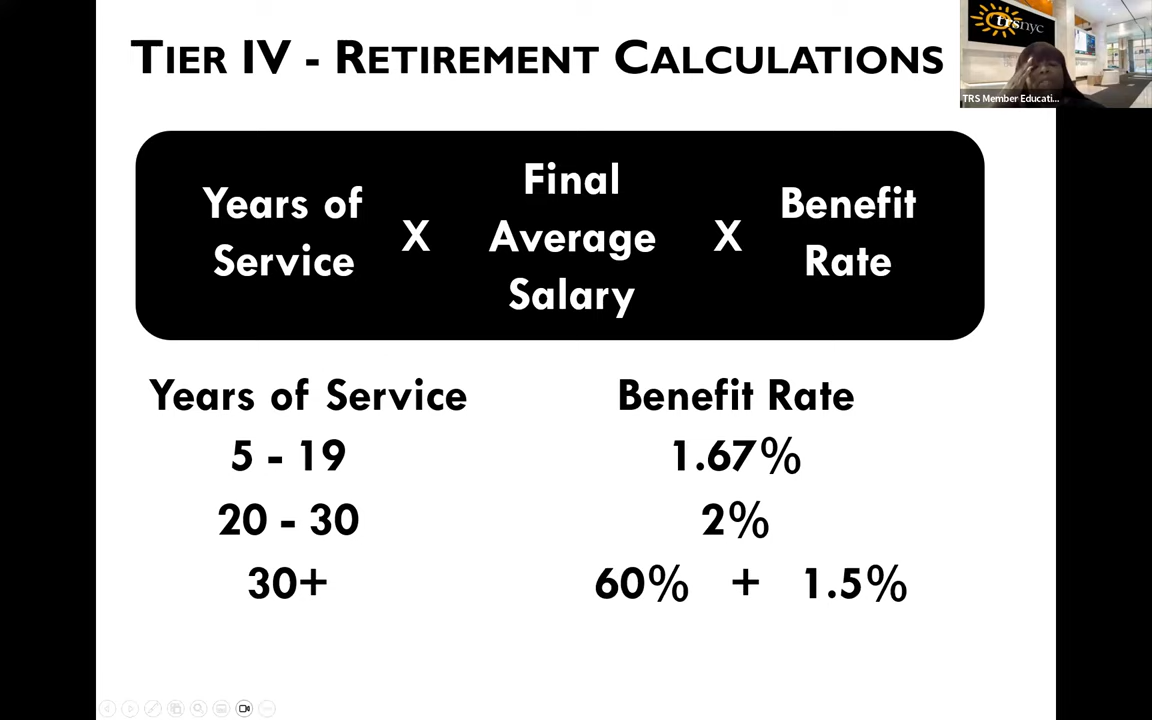 TIER IV - RETIREMENT CALCULATIONS
trsnyc
TRS Member Educati...
Years of Service X Final Average Salary X Benefit Rate
Years of Service Benefit Rate
5 - 19 1.67%
20 - 30 2%
30+ 60% + 1.5%